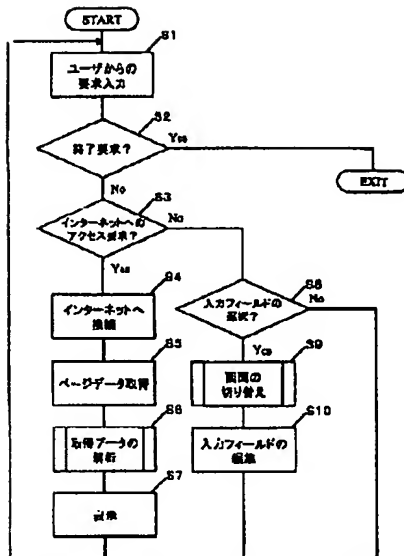 START
S1
ユーザからの
要求入力
S2
終了要求?
Yes
No
EXIT
S3
インターネットへの
アクセス要求?
No
Yes
S4
インターネットへ
接続
S8
入力フィールドの
選択?
No
Yes
S5
ページデータ取得
S9
画面の
切り替え
S6
取得データの
解析
S10
入力フィールドの
編集
S7